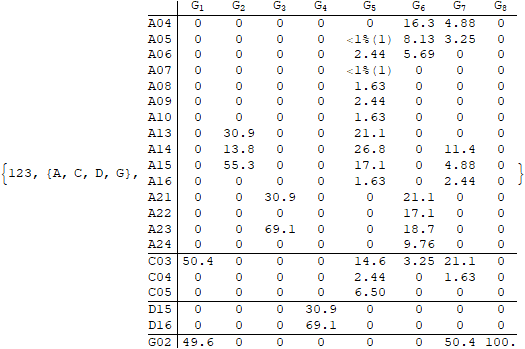 G1 G2 G3 G4 G5 G6 G7 G8
A04 0 0 0 0 0 16.3 4.88 0
A05 0 0 0 0 <1%(1) 8.13 3.25 0
A06 0 0 0 0 2.44 5.69 0 0
A07 0 0 0 0 <1%(1) 0 0 0
A08 0 0 0 0 1.63 0 0 0
A09 0 0 0 0 2.44 0 0 0
A10 0 0 0 0 1.63 0 0 0
A13 0 30.9 0 0 21.1 0 0 0
A14 0 13.8 0 0 26.8 0 11.4 0
{123, {A, C, D, G}, A15 0 55.3 0 0 17.1 0 4.88 0 }
A16 0 0 0 0 1.63 0 2.44 0
A21 0 0 30.9 0 0 21.1 0 0
A22 0 0 0 0 0 17.1 0 0
A23 0 0 69.1 0 0 18.7 0 0
A24 0 0 0 0 0 9.76 0 0
C03 50.4 0 0 0 14.6 3.25 21.1 0
C04 0 0 0 0 2.44 0 1.63 0
C05 0 0 0 0 6.50 0 0 0
D15 0 0 0 30.9 0 0 0 0
D16 0 0 0 69.1 0 0 0 0
G02 49.6 0 0 0 0 0 50.4 100.